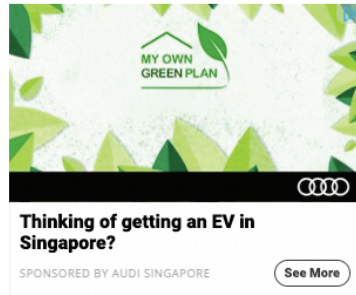 MY OWN
GREEN PLAN
Thinking of getting an EV in
Singapore?
SPONSORED BY AUDI SINGAPORE
See More